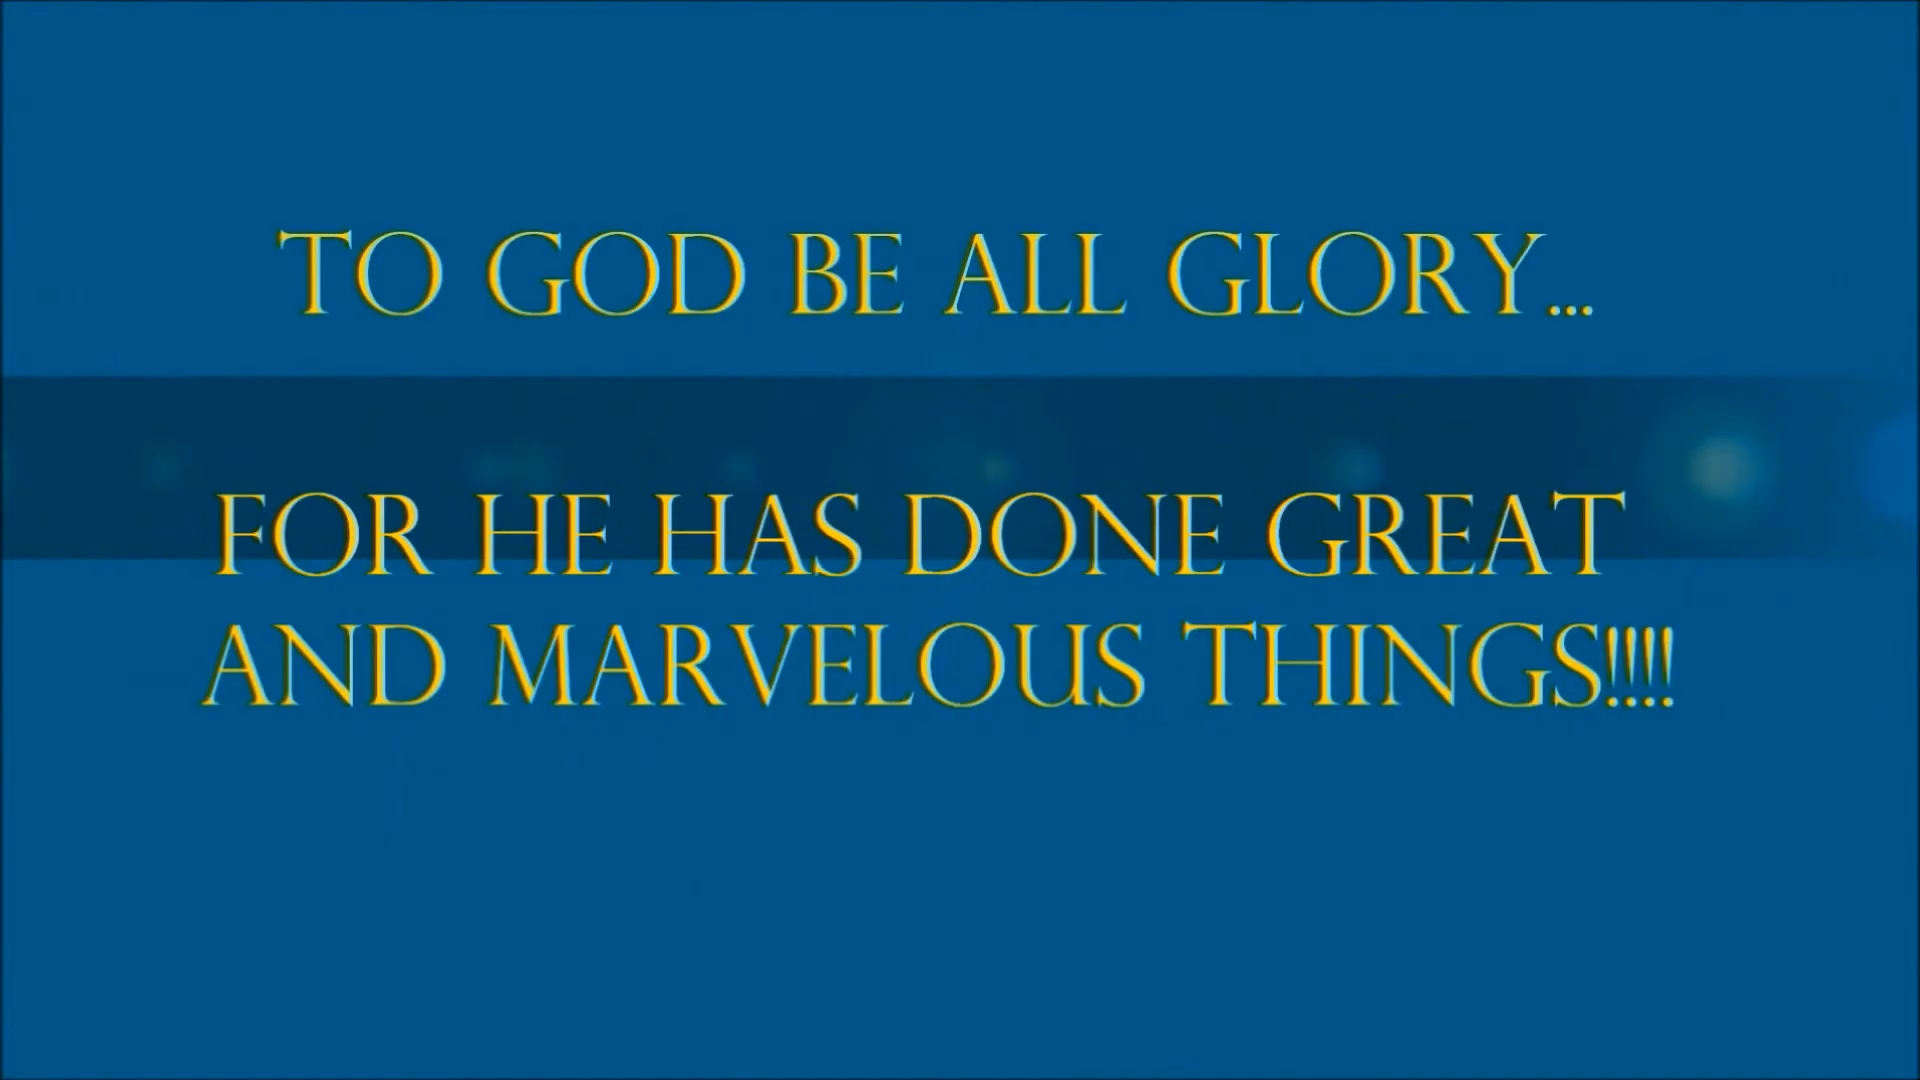 TO GOD BE ALL GLORY...
FOR HE HAS DONE GREAT
AND MARVELOUS THINGS!!!!